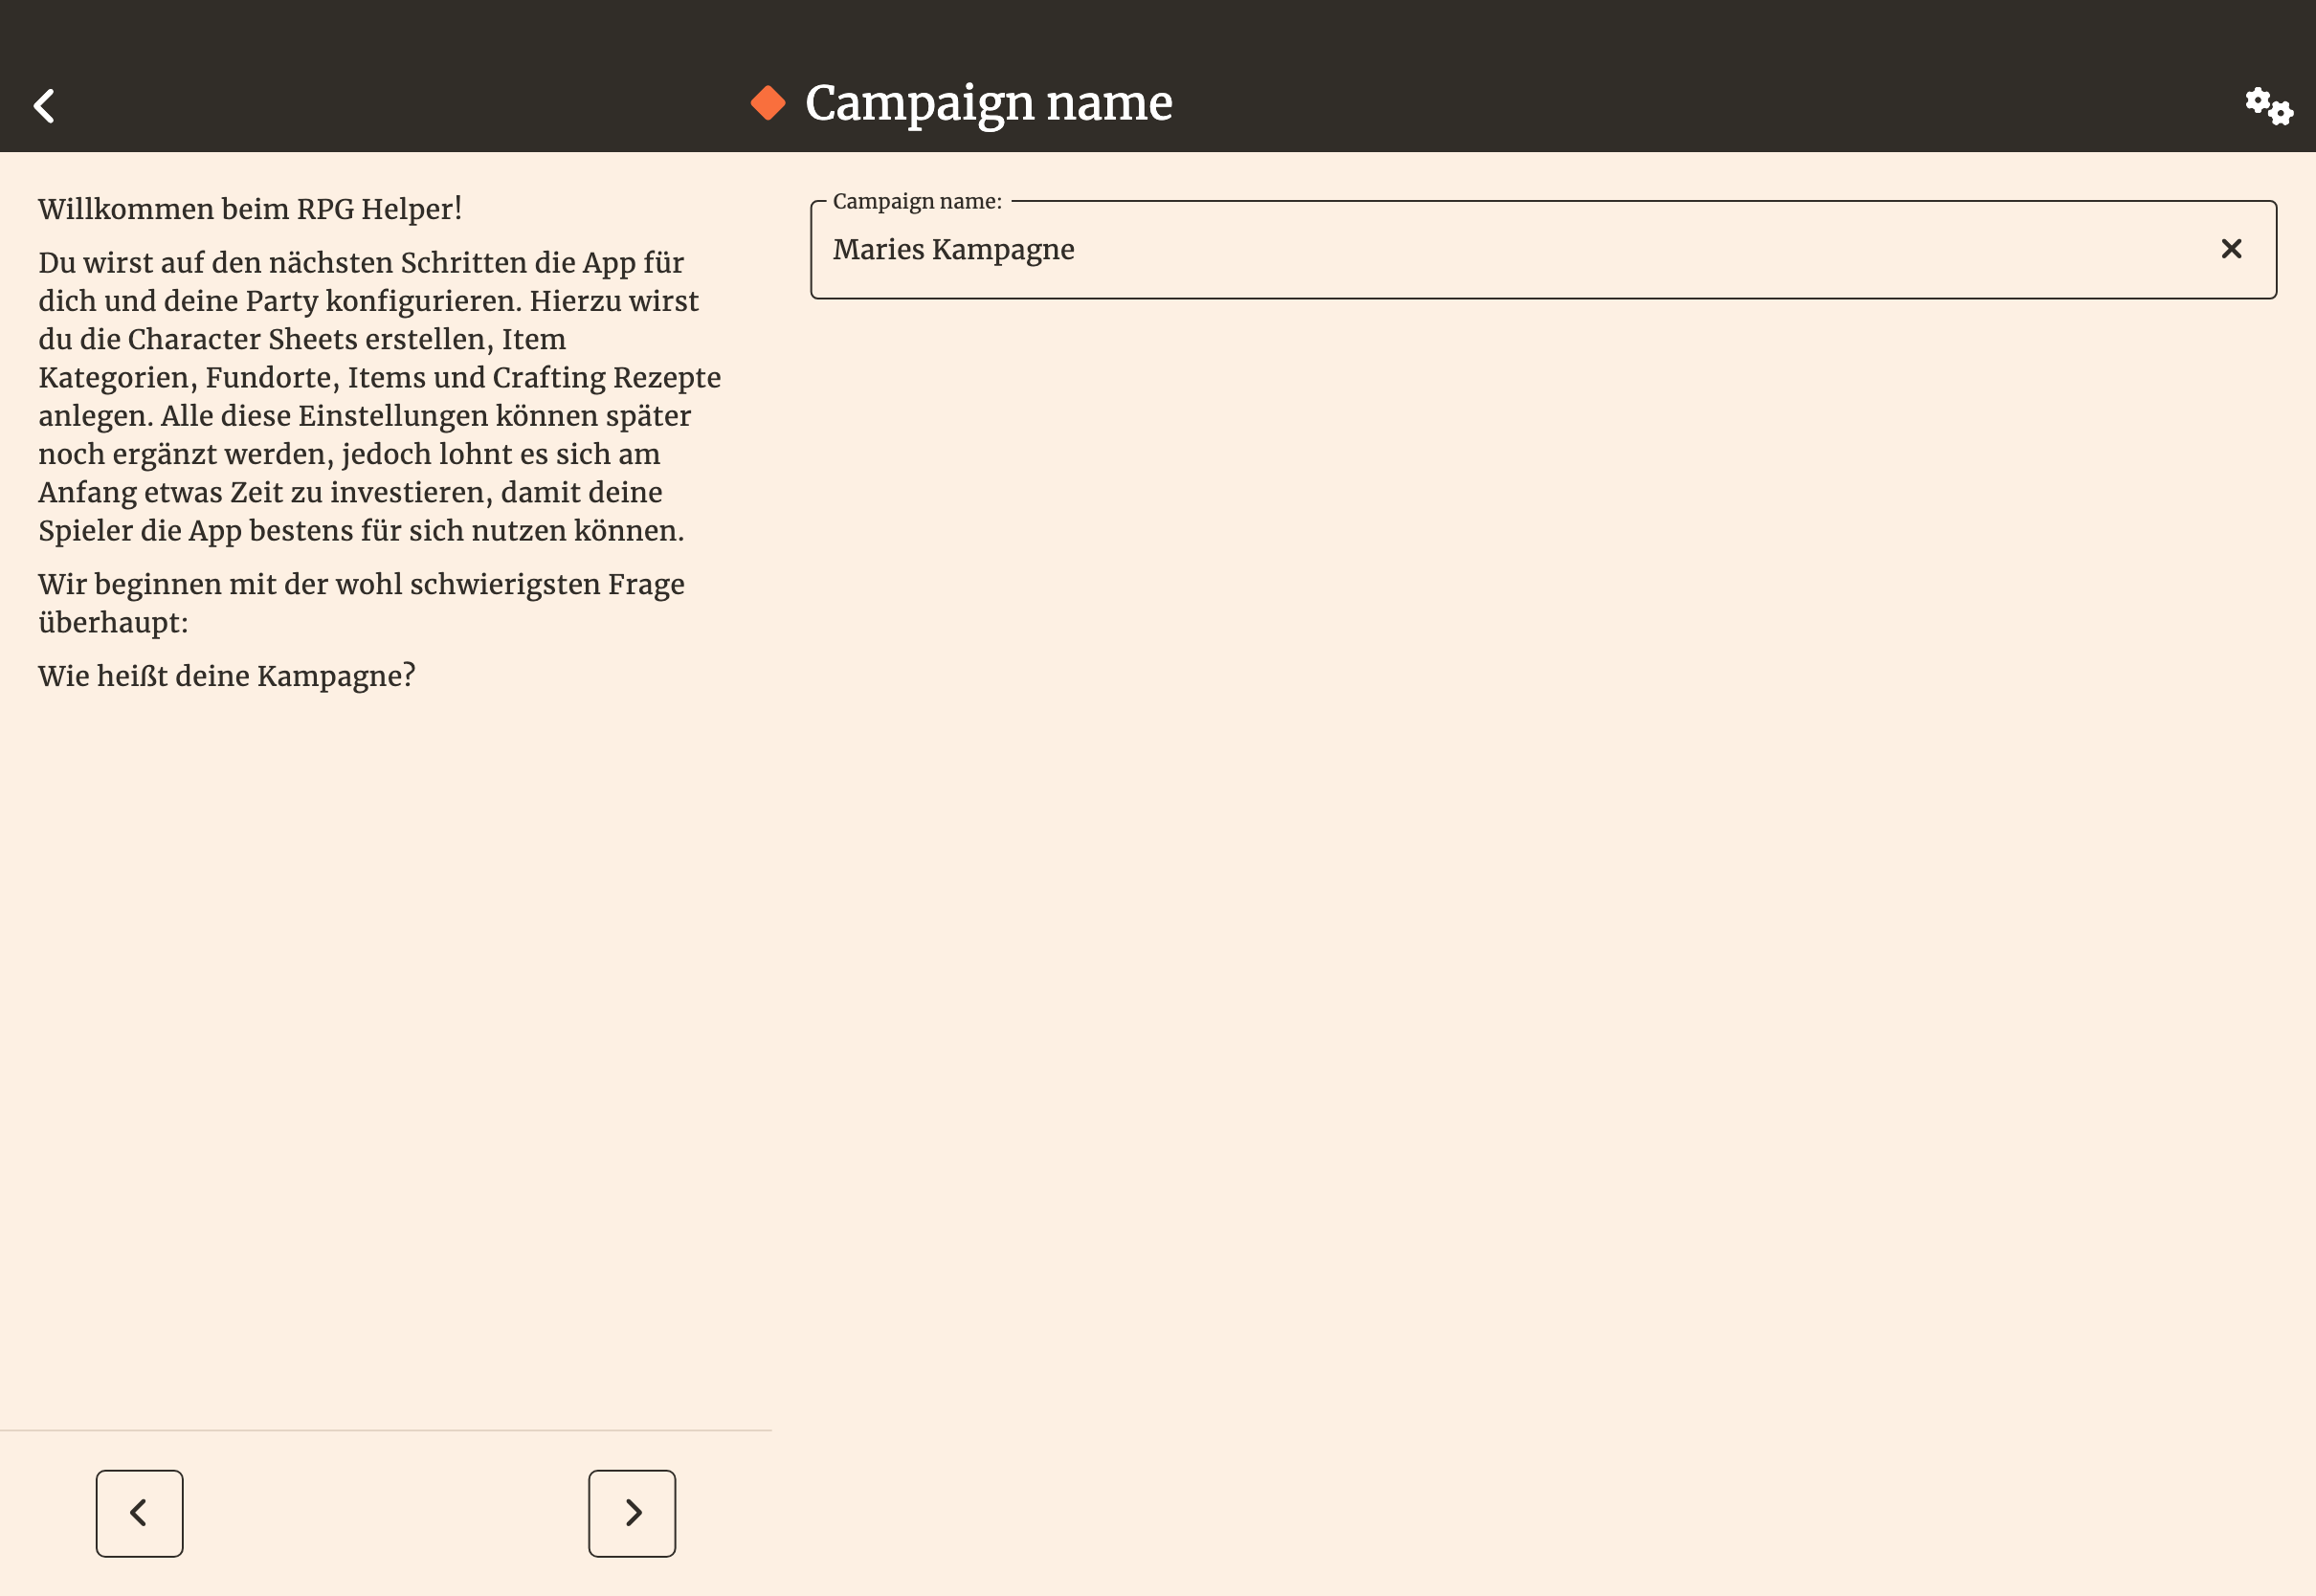 Campaign name
Willkommen beim RPG Helper!
Du wirst auf den nächsten Schritten die App für
dich und deine Party konfigurieren. Hierzu wirst
du die Character Sheets erstellen, Item
Kategorien, Fundorte, Items und Crafting Rezepte
anlegen. Alle diese Einstellungen können später
noch ergänzt werden, jedoch lohnt es sich am
Anfang etwas Zeit zu investieren, damit deine
Spieler die App bestens für sich nutzen können.
Wir beginnen mit der wohl schwierigsten Frage
überhaupt:
Wie heißt deine Kampagne?
Campaign name:
Maries Kampagne